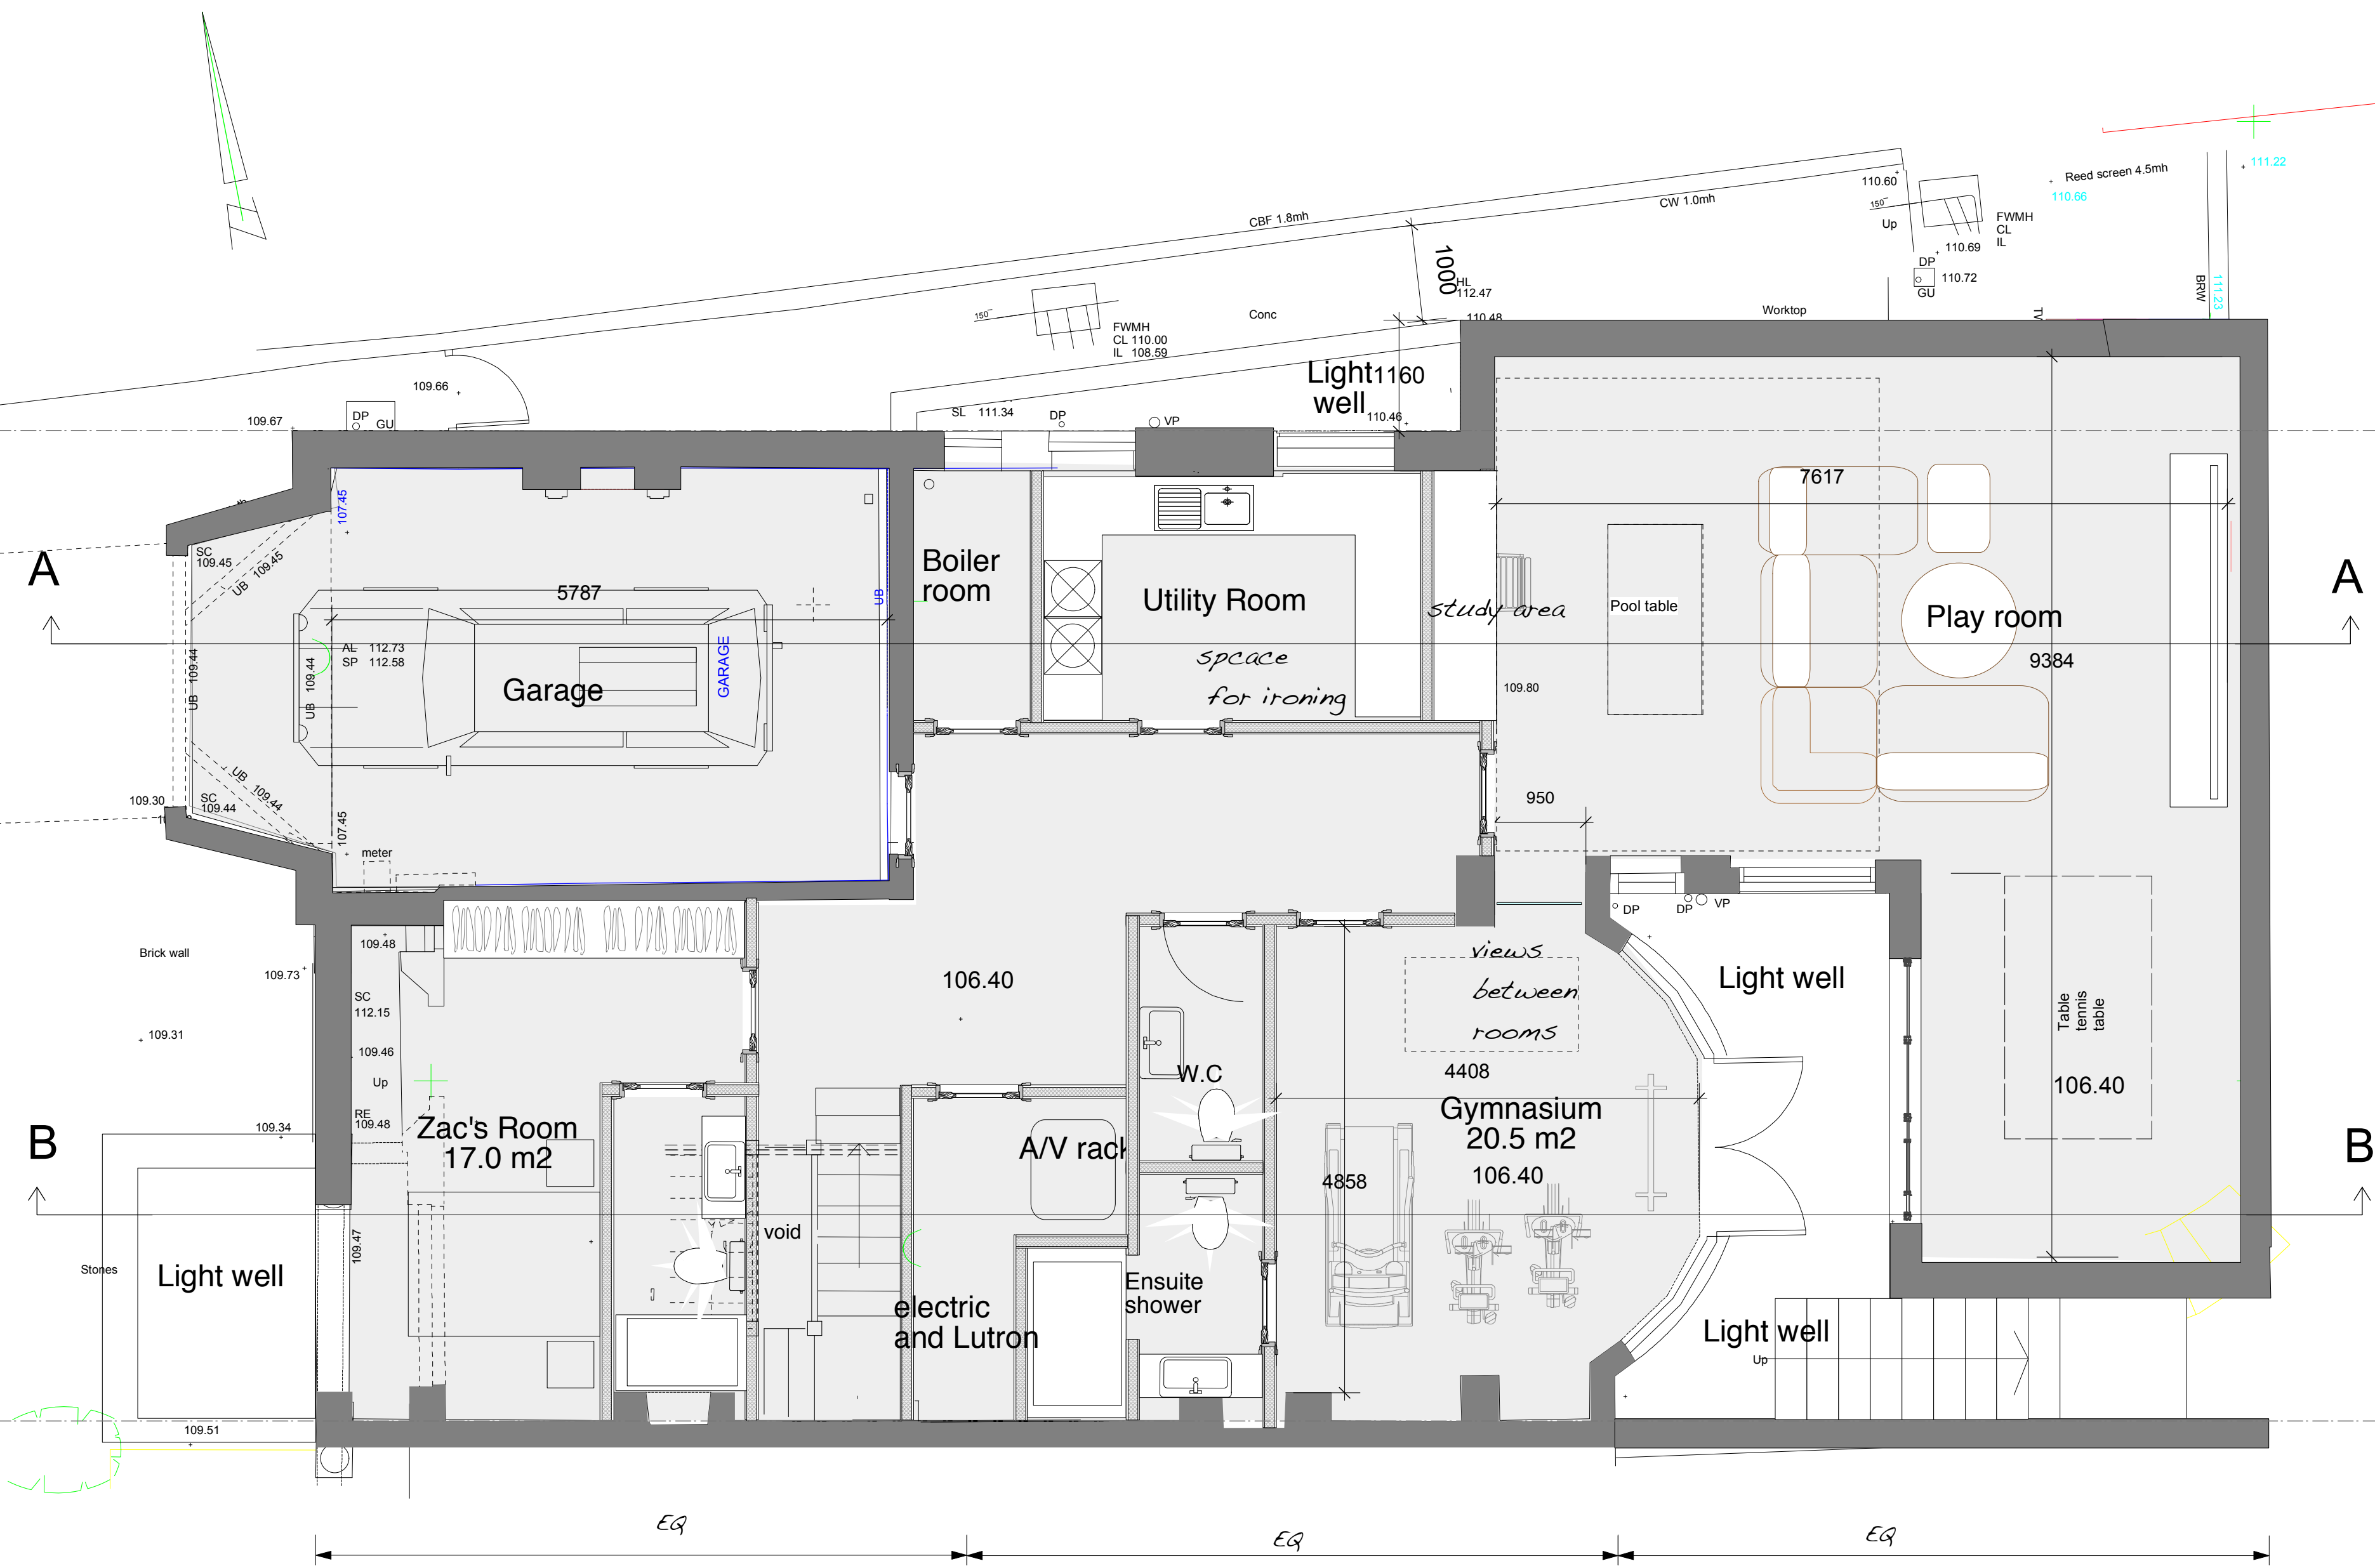 111.22
Reed screen 4.5mh
110.66
110.60
CW 1.0mh
CBF 1.8mh
150
Up
FWMH
CL
IL
110.69
DP
110.72
GU
BRW
111.23
1000
HL
112.47
110.48
Worktop
TV
Conc
150
FWMH
CL 110.00
IL 108.59
109.66
109.67
DP
GU
SL 111.34
DP
VP
Light
well
1160
110.46
107.45
SC
109.45
UB 109.45
A
5787
UB
Boiler
room
Utility Room
study area
Pool table
7617
Play room
9384
A
AL 112.73
SP 112.58
UB 109.44
UB 109.44
Garage
GARAGE
spcace
for ironing
109.80
UB 109.44
SC
109.44
109.30
107.45
meter
950
DP
DP
VP
Brick wall
109.48
109.73
SC
112.15
109.31
109.46
Up
RE
109.48
109.34
106.40
views
between
rooms
Light well
Table
tennis
table
106.40
W.C
4408
Gymnasium
20.5 m2
106.40
4858
B
Zac's Room
17.0 m2
A/V rack
B
void
109.47
Stones
Light well
electric
and Lutron
Ensuite
shower
Light well
Up
109.51
EQ
EQ
EQ